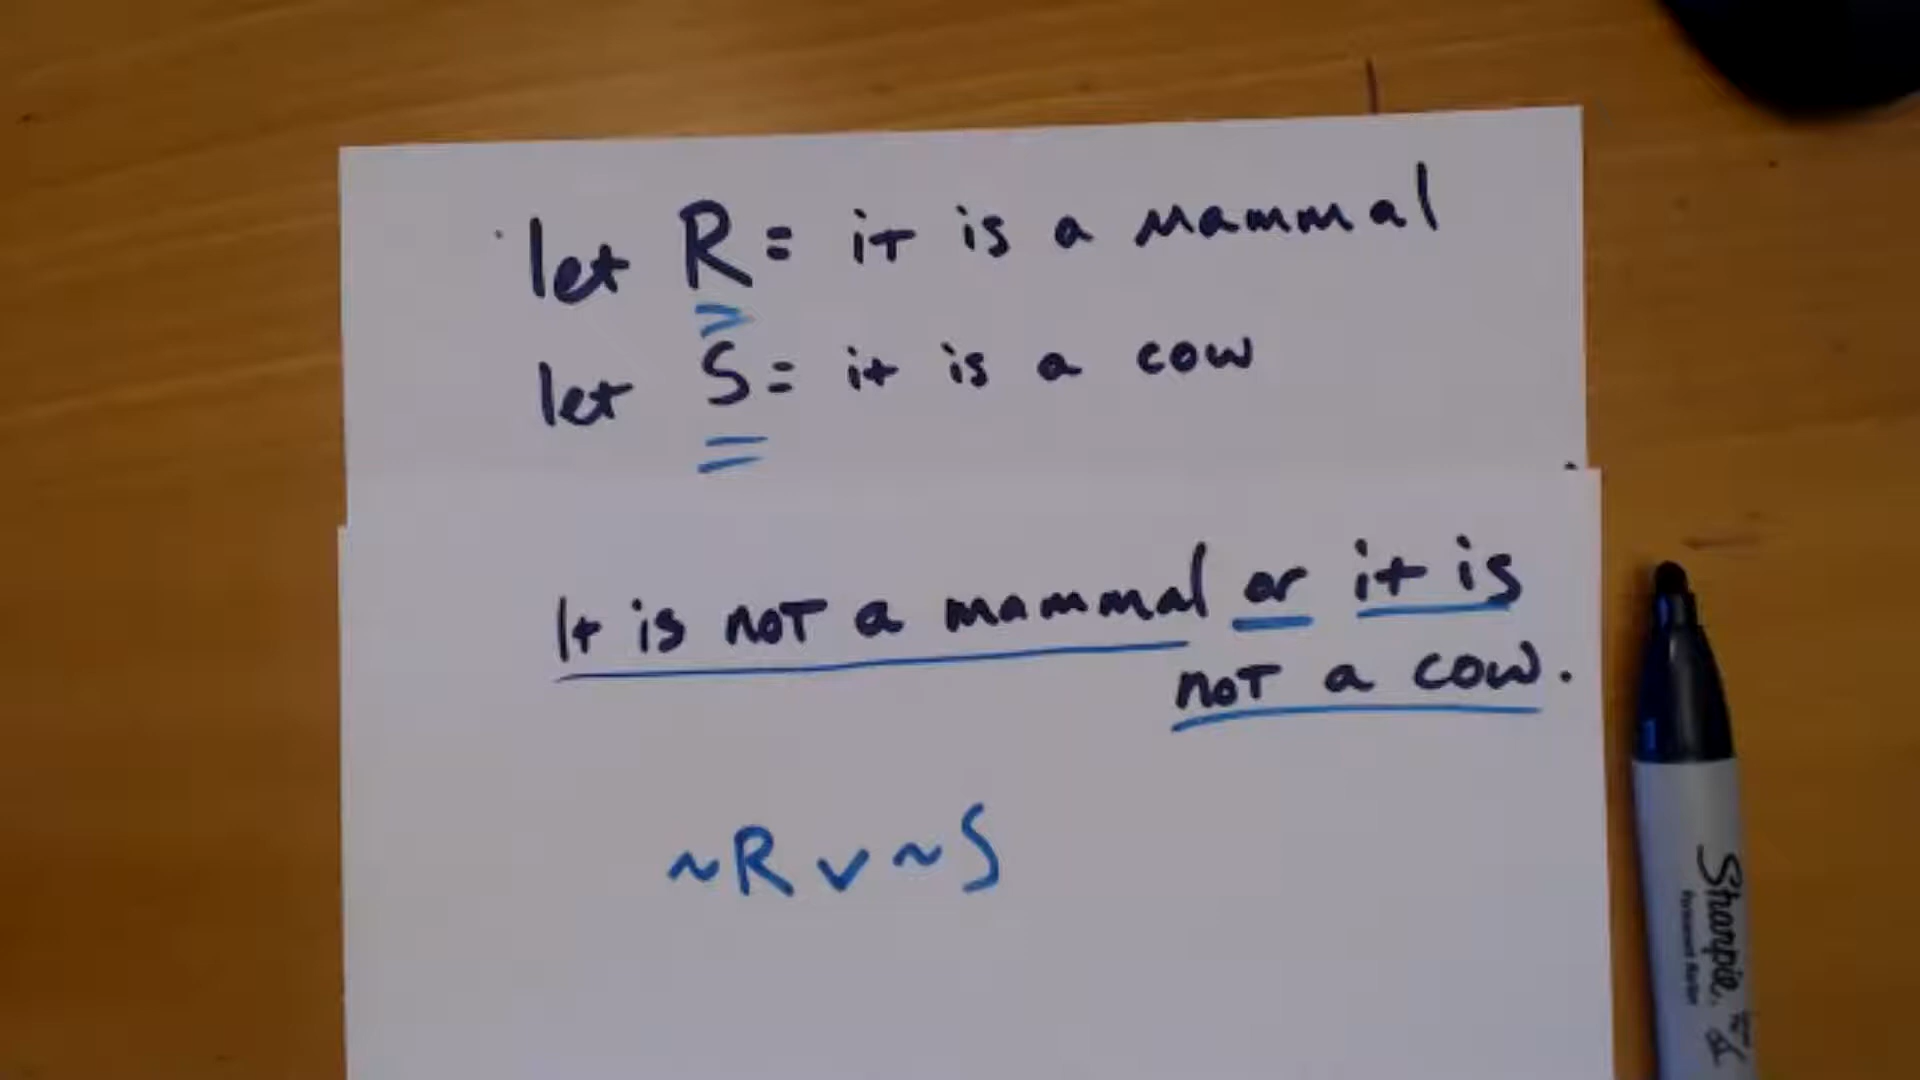 let R = it is a mammal
let S = it is a cow
It is not a mammal or it is
not a cow.
~R v ~S
Sharpie.